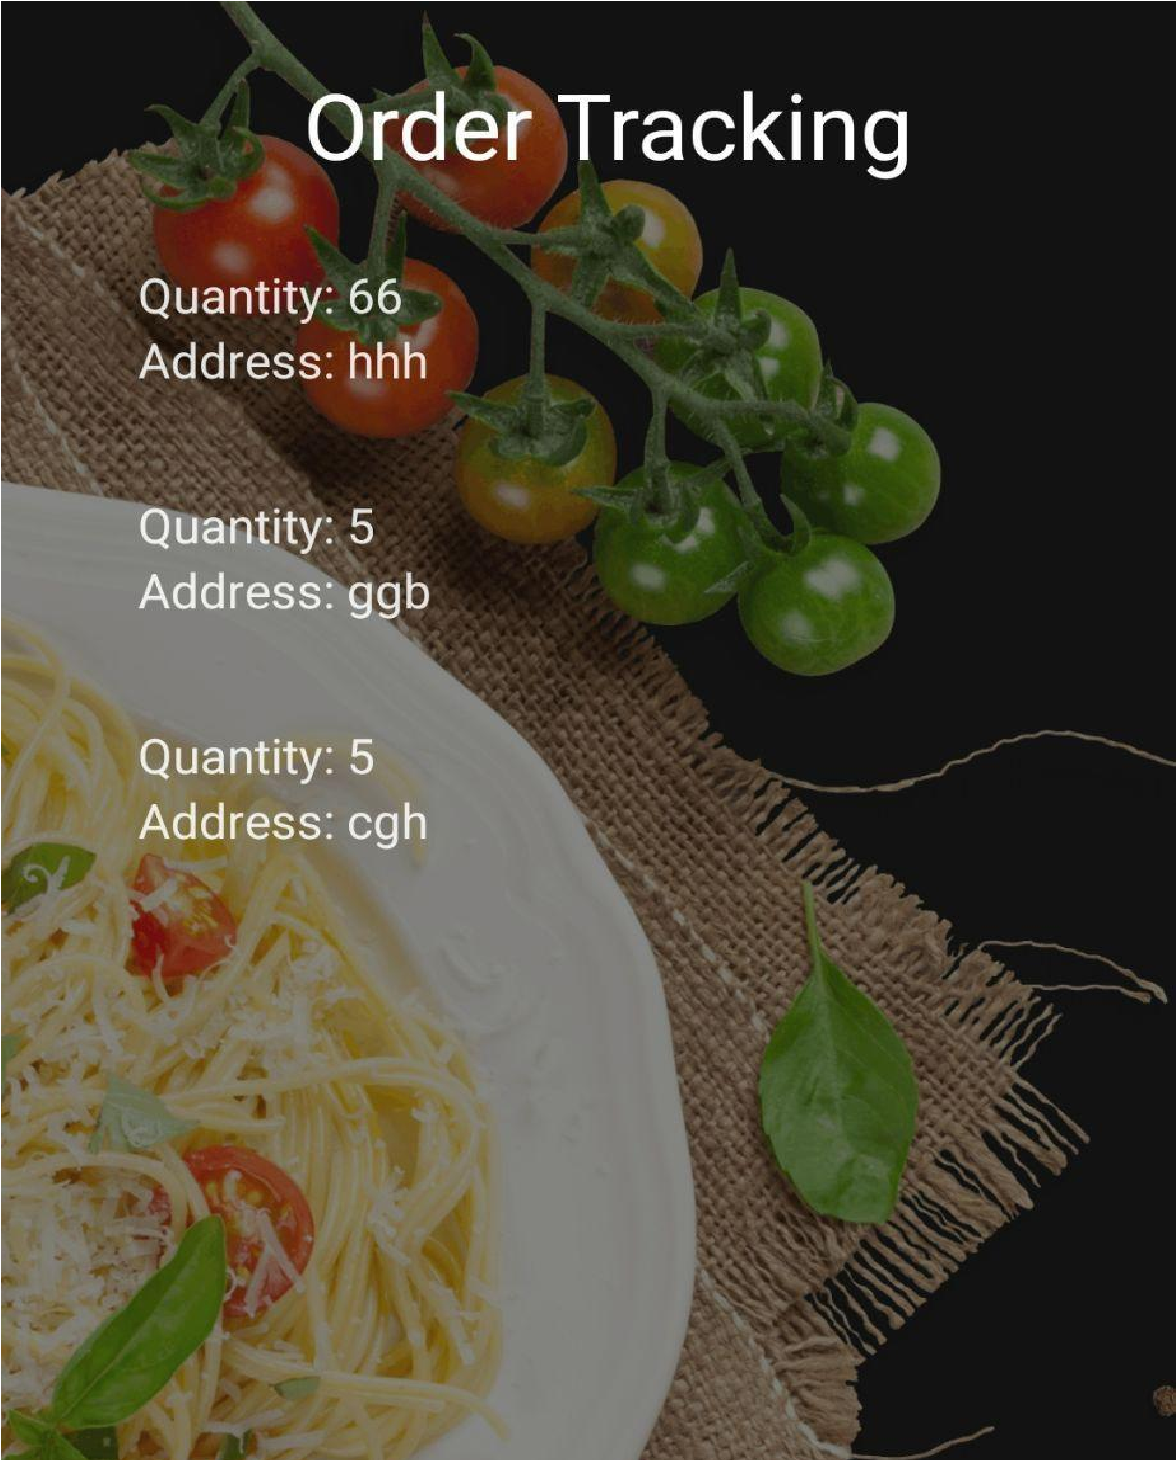 Order Tracking
Quantity: 66
Address: hhh
Quantity: 5
Address: ggb
Quantity: 5
Address: cgh